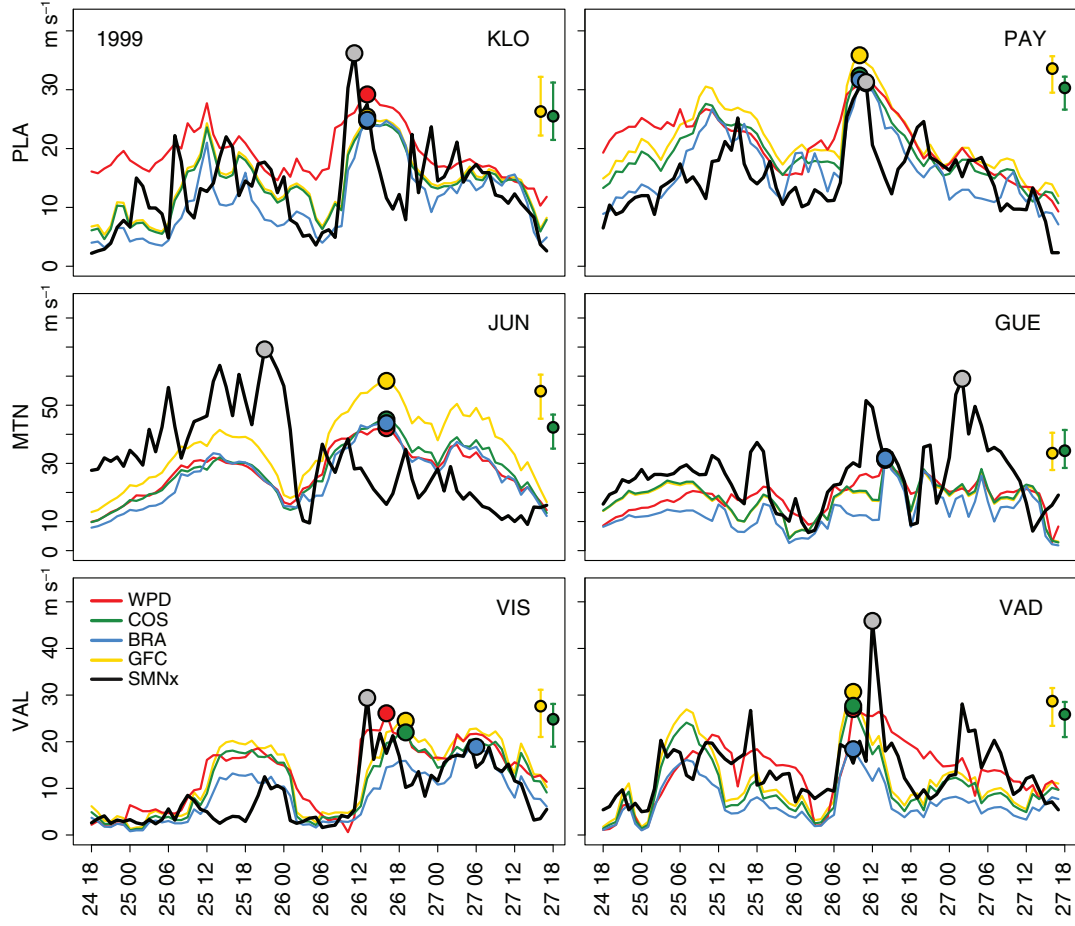 1999
KLO
PAY
PLA
m s⁻¹
0
10
20
30
JUN
GUE
MTN
m s⁻¹
0
10
30
50
VIS
VAD
VAL
m s⁻¹
0
10
20
30
40
WPD
COS
BRA
GFC
SMNx
24 18
25 00
25 06
25 12
25 18
26 00
26 06
26 12
26 18
27 00
27 06
27 12
27 18
24 18
25 00
25 06
25 12
25 18
26 00
26 06
26 12
26 18
27 00
27 06
27 12
27 18